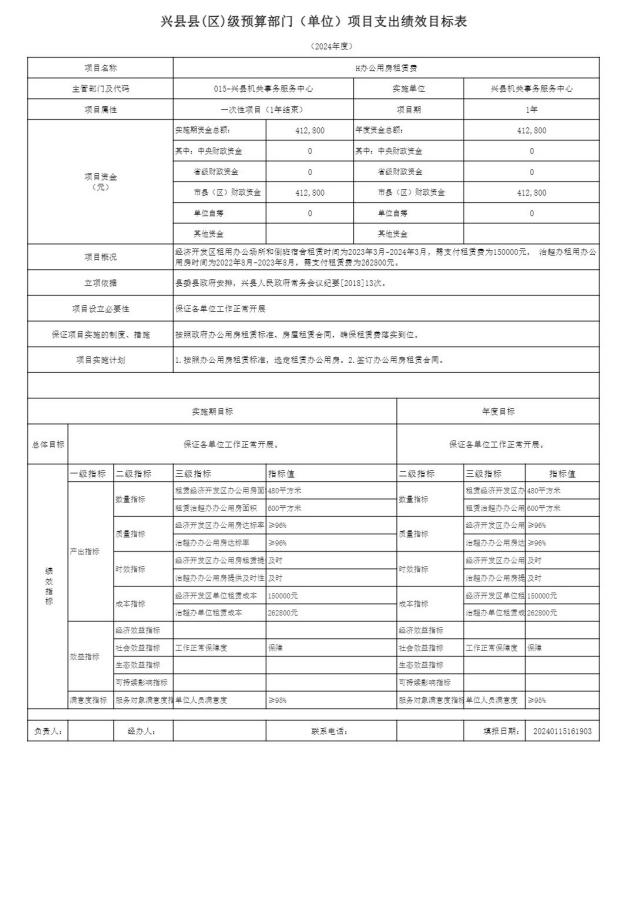 兴县县(区)级预算部门（单位）项目支出绩效目标表
（2024年度）
项目名称 H办公用房租赁费
主管部门及代码 015-兴县机关事务服务中心 实施单位 兴县机关事务服务中心
项目属性 一次性项目（1年结束） 项目期 1年
项目资金
（元）
实施期资金总额: 412,800 年度资金总额: 412,800
其中: 中央财政资金 0 其中: 中央财政资金 0
省级财政资金 0 省级财政资金 0
市县（区）财政资金 412,800 市县（区）财政资金 412,800
单位自筹 0 单位自筹 0
其他资金 其他资金
项目概况 经济开发区租用办公场所和倒班宿舍租赁时间为2023年3月-2024年3月，需支付租赁费为150000元， 治超办租用办公
用房时间为2022年8月-2023年8月，需支付租赁费为262800元。
立项依据 县委县政府安排，兴县人民政府常务会议纪要[2018]13次。
项目设立必要性 保证各单位工作正常开展
保证项目实施的制度、措施 按照政府办公用房租赁标准、房屋租赁合同，确保租赁费落实到位。
项目实施计划 1.按照办公用房租赁标准，选定租赁办公用房。2.签订办公用房租赁合同。
实施期目标 年度目标
总体目标 保证各单位工作正常开展。 保证各单位工作正常开展。
绩效指标
一级指标 二级指标 三级指标 指标值 二级指标 三级指标 指标值
产出指标
数量指标 租赁经济开发区办公用房面 480平方米 数量指标 租赁经济开发区办 480平方米
租赁治超办公用房面积 600平方米 租赁治超办公用 600平方米
质量指标 经济开发区办公用房达标率 ≥96% 质量指标 经济开发区办公用 ≥96%
治超办办公用房达标率 ≥96% 治超办办公用房达 ≥96%
时效指标 经济开发区办公用房租赁提 及时 时效指标 经济开发区办公用 及时
治超办办公用房提供及时性 及时 治超办办公用房提 及时
成本指标 经济开发区单位租赁成本 150000元 成本指标 经济开发区单位租 150000元
治超办单位租赁成本 262800元 治超办单位租赁成 262800元
效益指标
经济效益指标 经济效益指标
社会效益指标 工作正常保障度 保障 社会效益指标 工作正常保障度 保障
生态效益指标 生态效益指标
可持续影响指标 可持续影响指标
满意度指标 服务对象满意度指 单位人员满意度 ≥98% 服务对象满意度指标 单位人员满意度 ≥98%
负责人: 经办人: 联系电话: 填报日期: 20240115161903